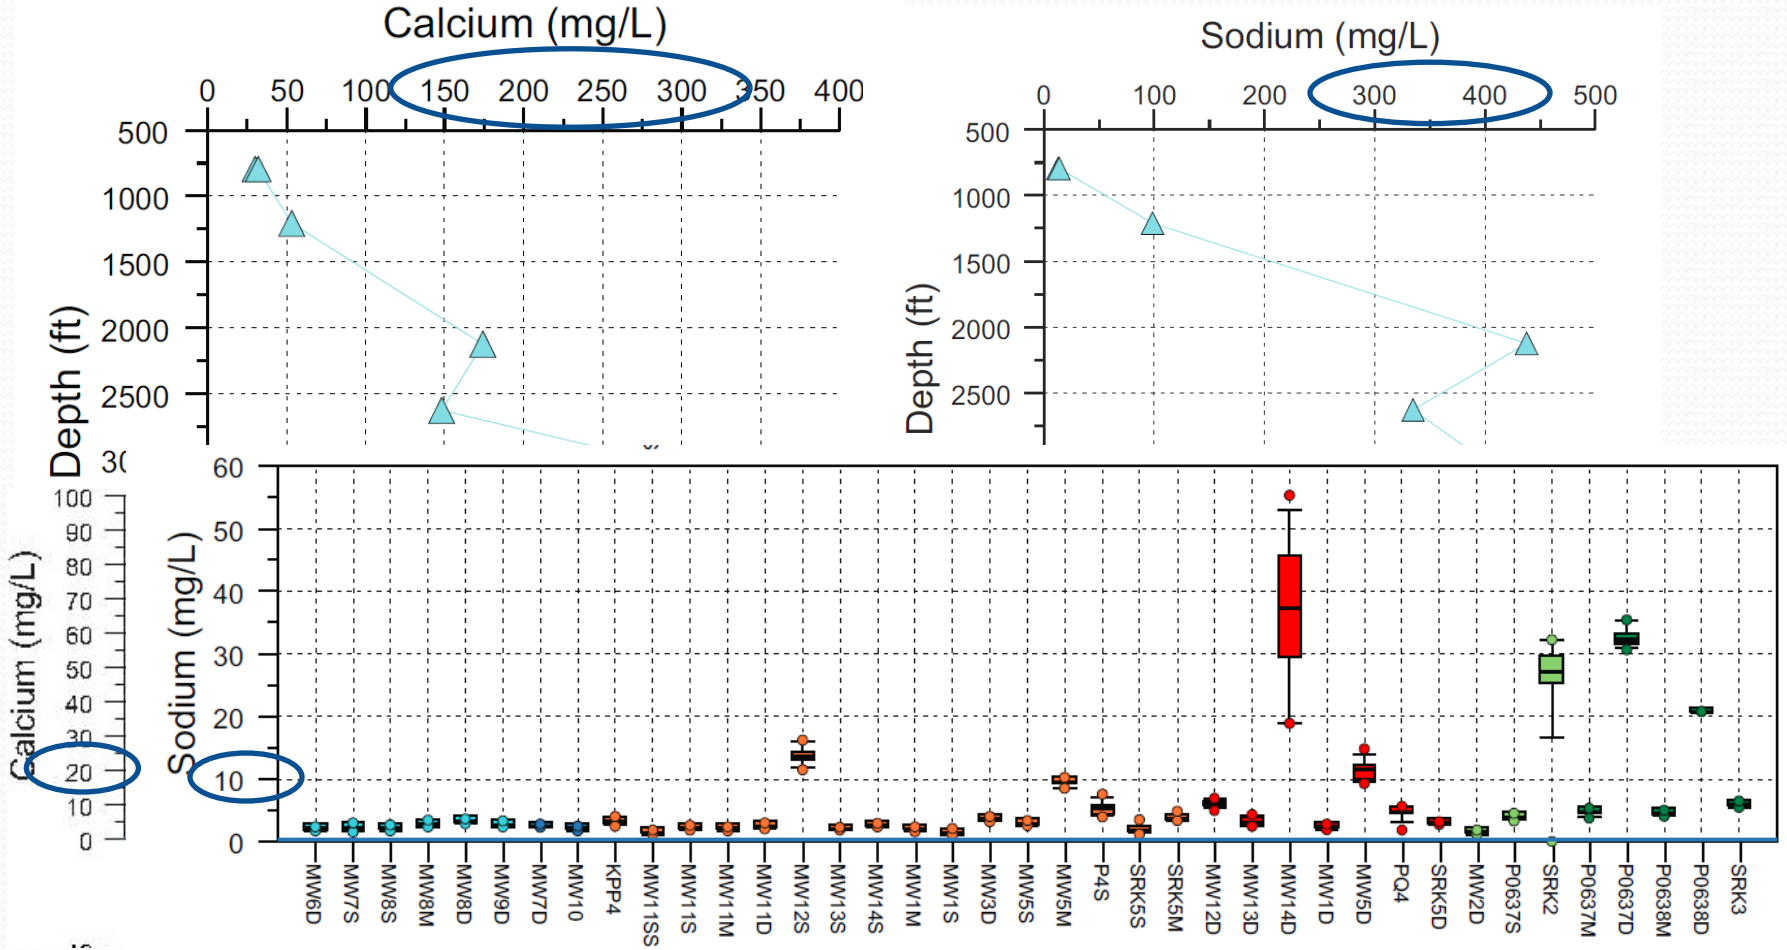 Calcium (mg/L)
0 50 100 150 200 250 300 350 400
500
1000
1500
2000
2500
Depth (ft)
Sodium (mg/L)
0 100 200 300 400 500
500
1000
1500
2000
2500
Depth (ft)
100
90
80
70
60
50
40
30
20
10
0
Calcium (mg/L)
60
50
40
30
20
10
0
Sodium (mg/L)
MW6D
MW7S
MW8S
MW8M
MW8D
MW9D
MW7D
MW10
KPP4
MW11SS
MW11S
MW11M
MW11D
MW12S
MW13S
MW14S
MW1M
MW1S
MW3D
MW5S
MW5M
P4S
SRK5S
SRK5M
MW12D
MW13D
MW14D
MW1D
MW5D
PQ4
SRK5D
MW2D
P0637S
SRK2
P0637M
P0637D
P0638M
P0638D
SRK3